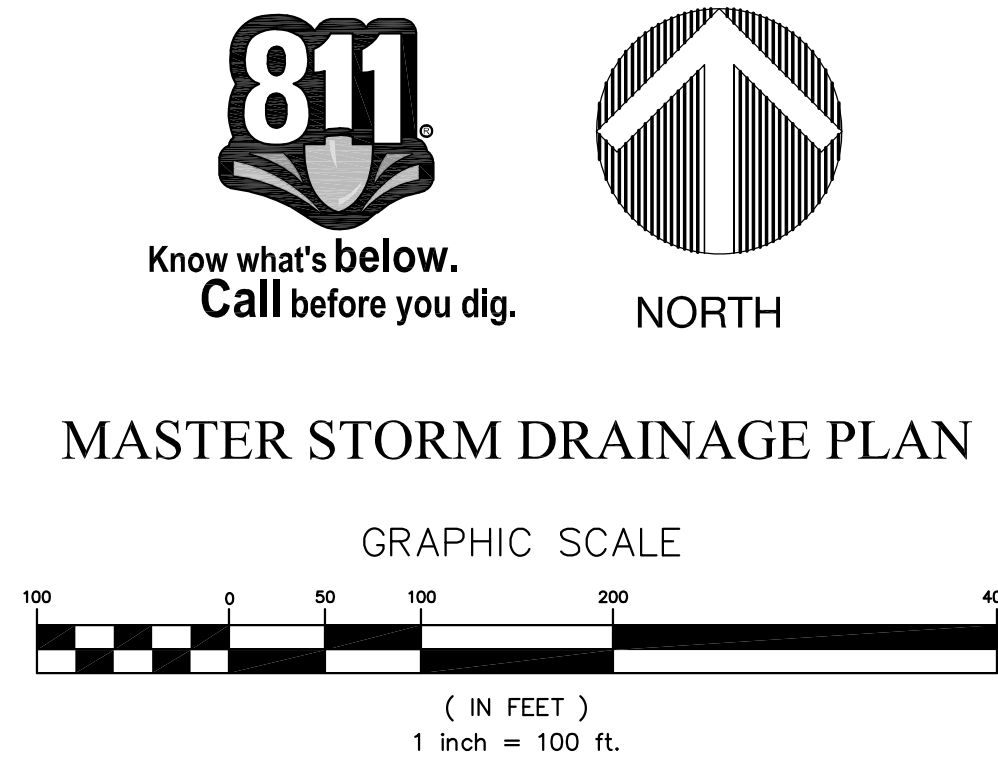 811®
Know what's below.
Call before you dig.
NORTH
MASTER STORM DRAINAGE PLAN
GRAPHIC SCALE
100 0 50 100 200 40
( IN FEET )
1 inch = 100 ft.